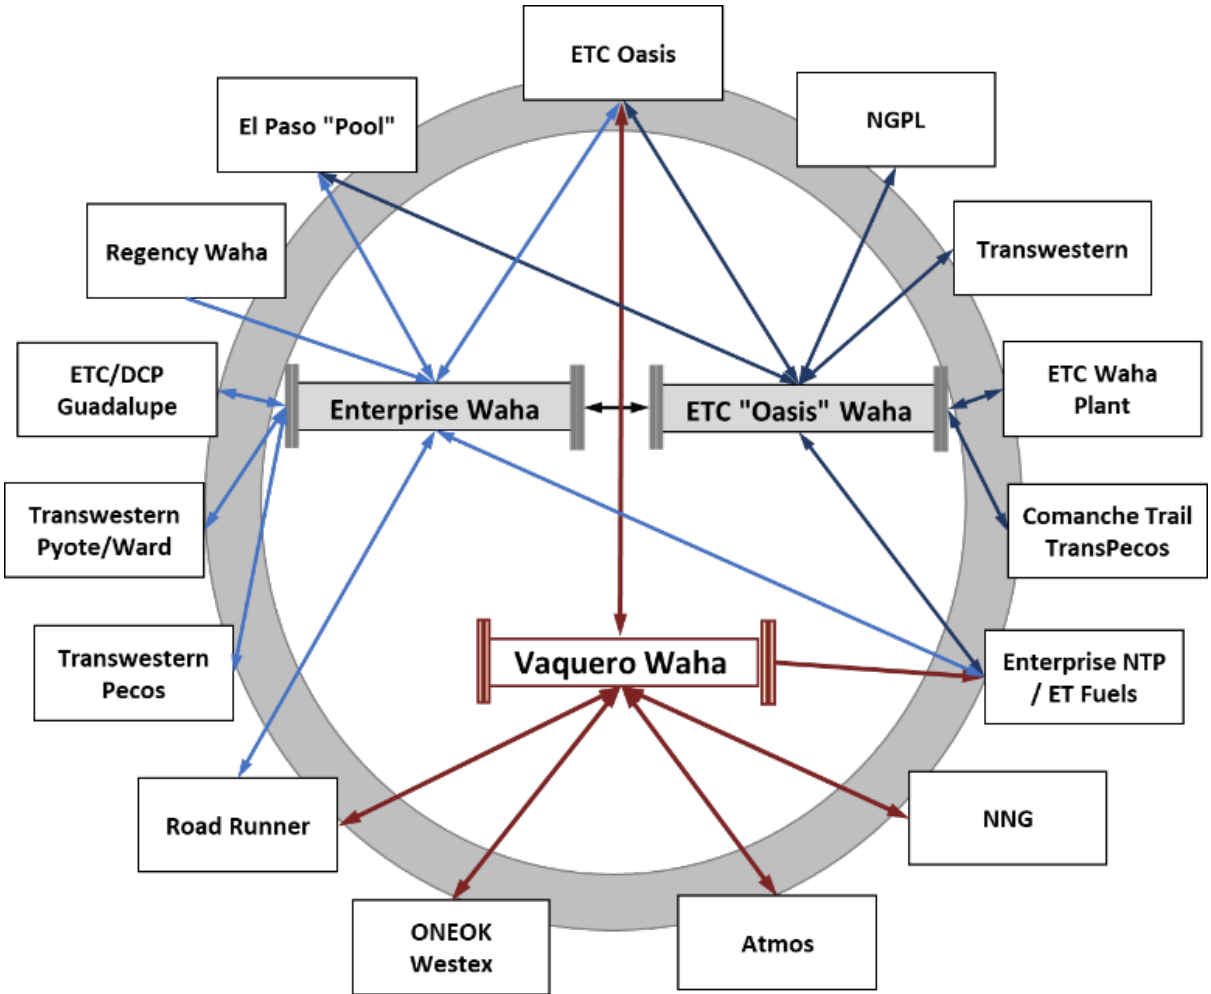 ETC Oasis
El Paso "Pool"
NGPL
Regency Waha
Transwestern
ETC/DCP
Guadalupe
Enterprise Waha
ETC "Oasis" Waha
ETC Waha
Plant
Transwestern
Pyote/Ward
Comanche Trail
TransPecos
Transwestern
Pecos
Vaquero Waha
Enterprise NTP
/ ET Fuels
Road Runner
NNG
ONEOK
Westex
Atmos